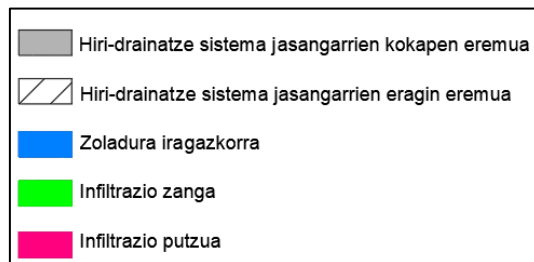 Hiri-drainatze sistema jasangarrien kokapen eremua
Hiri-drainatze sistema jasangarrien eragin eremua
Zoladura iragazkorra
Infiltrazio zanga
Infiltrazio putzua